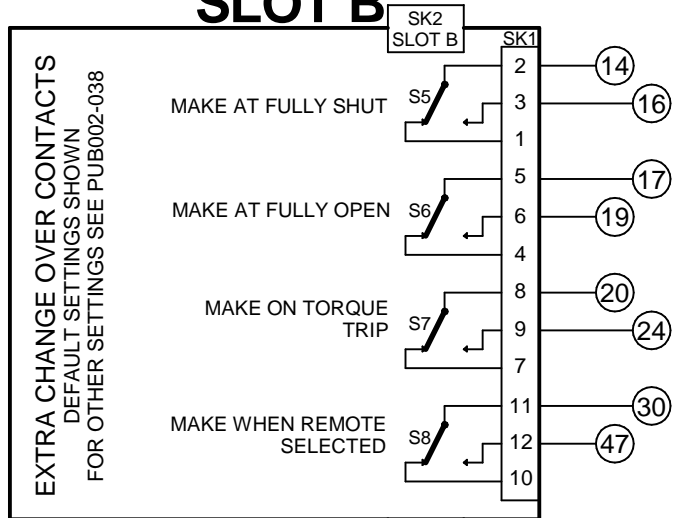 SLOT B
SK2
SLOT B
SK1
EXTRA CHANGE OVER CONTACTS
DEFAULT SETTINGS SHOWN
FOR OTHER SETTINGS SEE PUB002-038
MAKE AT FULLY SHUT
S5
2
14
3
16
1
MAKE AT FULLY OPEN
S6
5
17
6
19
4
MAKE ON TORQUE
TRIP
S7
8
20
9
24
7
MAKE WHEN REMOTE
SELECTED
S8
11
30
12
47
10